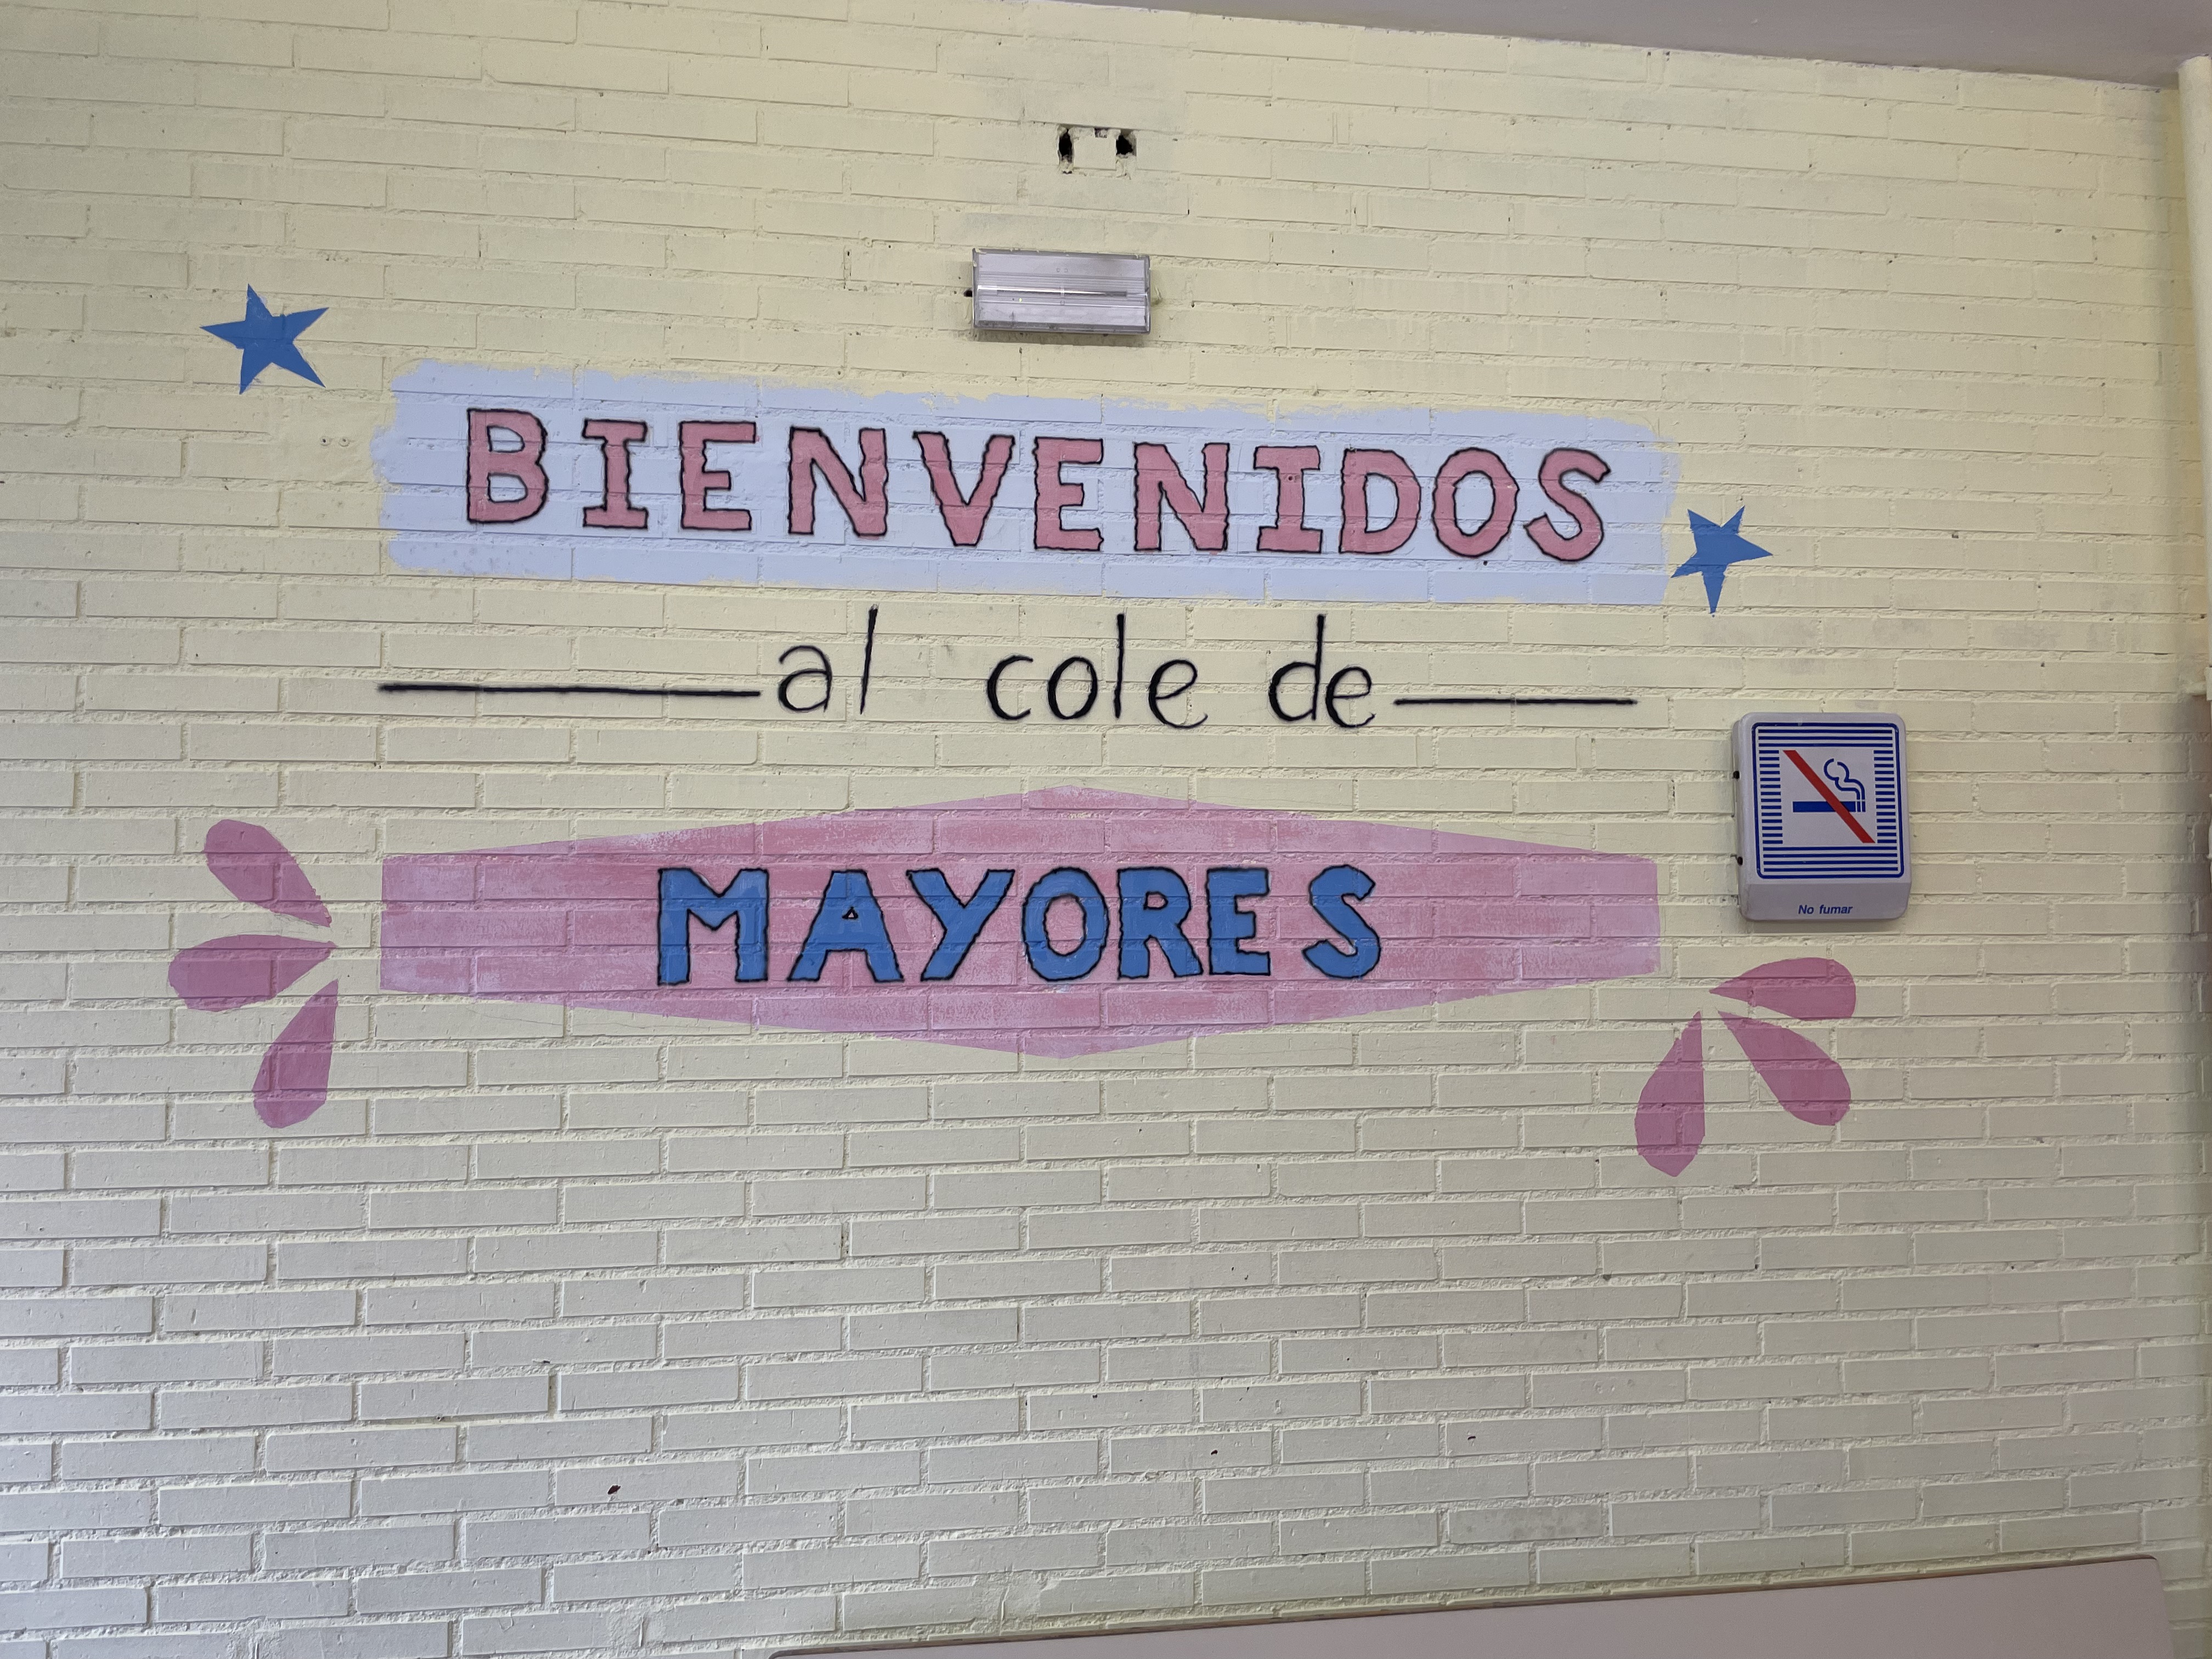 BIENVENIDOS
al cole de
MAYORES
No fumar